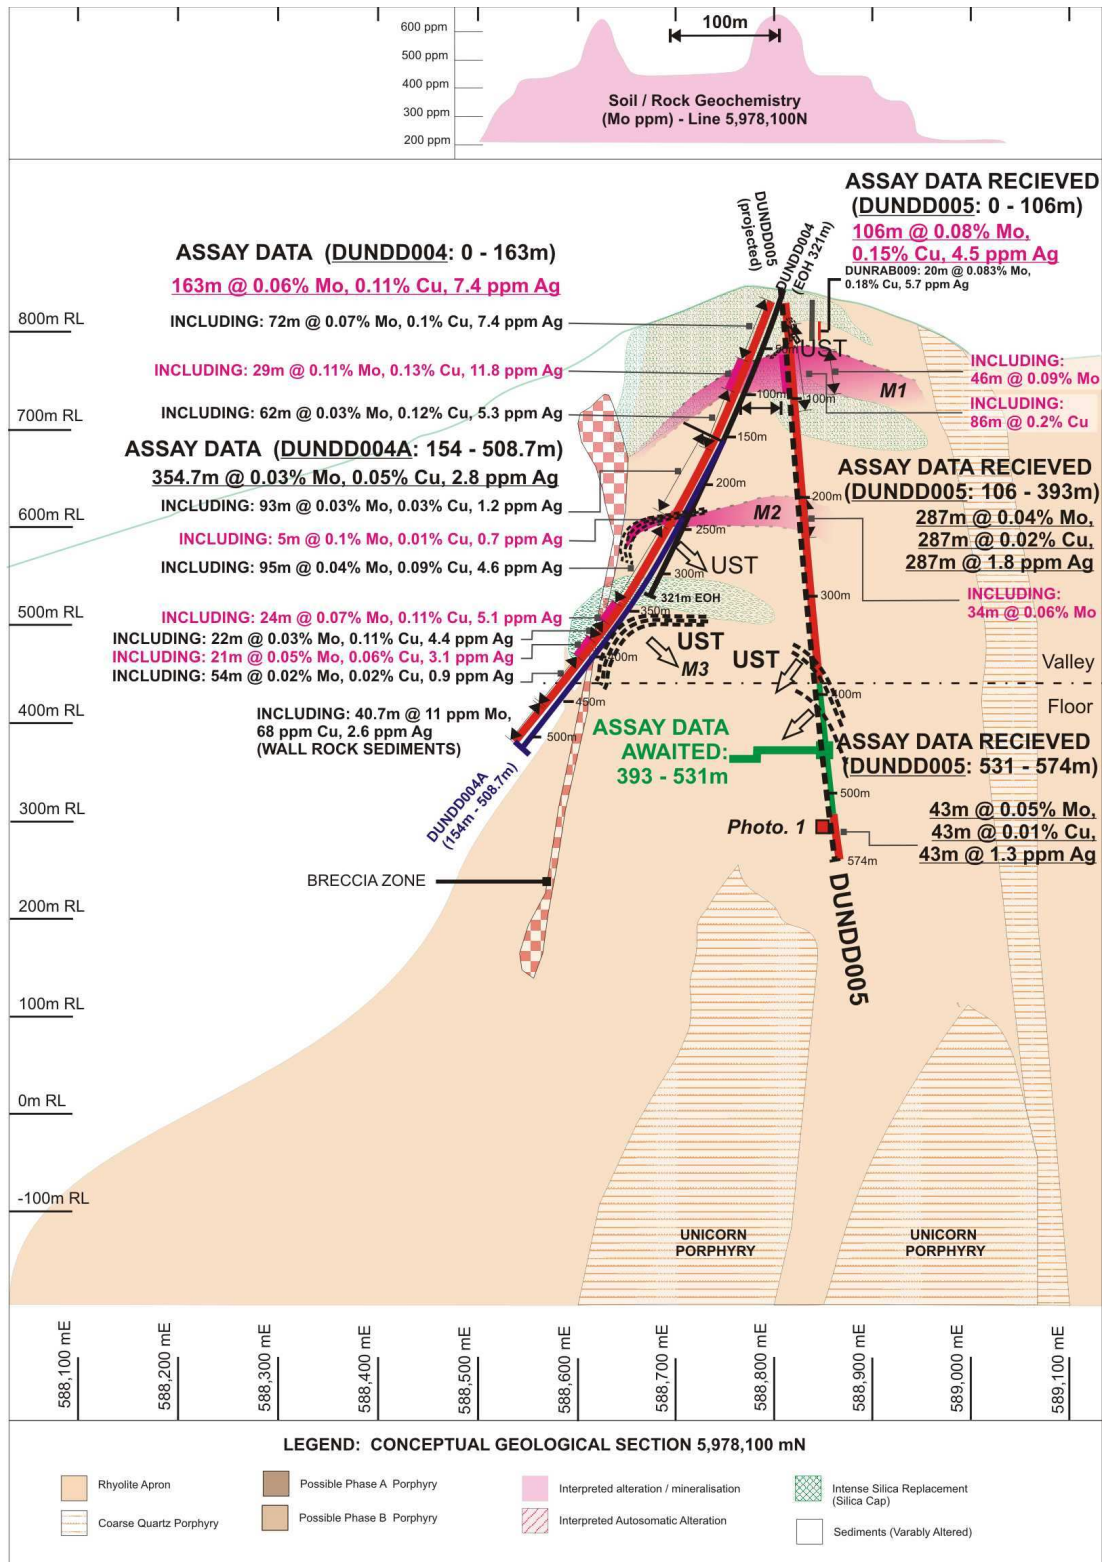 600 ppm
500 ppm
400 ppm
300 ppm
200 ppm
100m
Soil / Rock Geochemistry
(Mo ppm) - Line 5,978,100N
ASSAY DATA RECIEVED
(DUNDD005: 0 - 106m)
106m @ 0.08% Mo,
0.15% Cu, 4.5 ppm Ag
DUNRAB009: 20m @ 0.083% Mo,
0.18% Cu, 5.7 ppm Ag
DUNDD005
(projected)
DUNDD004
(EOH 321m)
ASSAY DATA (DUNDD004: 0 - 163m)
163m @ 0.06% Mo, 0.11% Cu, 7.4 ppm Ag
INCLUDING: 72m @ 0.07% Mo, 0.1% Cu, 7.4 ppm Ag
INCLUDING: 29m @ 0.11% Mo, 0.13% Cu, 11.8 ppm Ag
INCLUDING: 62m @ 0.03% Mo, 0.12% Cu, 5.3 ppm Ag
ASSAY DATA (DUNDD004A: 154 - 508.7m)
354.7m @ 0.03% Mo, 0.05% Cu, 2.8 ppm Ag
INCLUDING: 93m @ 0.03% Mo, 0.03% Cu, 1.2 ppm Ag
INCLUDING: 5m @ 0.1% Mo, 0.01% Cu, 0.7 ppm Ag
INCLUDING: 95m @ 0.04% Mo, 0.09% Cu, 4.6 ppm Ag
INCLUDING: 24m @ 0.07% Mo, 0.11% Cu, 5.1 ppm Ag
INCLUDING: 22m @ 0.03% Mo, 0.11% Cu, 4.4 ppm Ag
INCLUDING: 21m @ 0.05% Mo, 0.06% Cu, 3.1 ppm Ag
INCLUDING: 54m @ 0.02% Mo, 0.02% Cu, 0.9 ppm Ag
INCLUDING: 40.7m @ 11 ppm Mo,
68 ppm Cu, 2.6 ppm Ag
(WALL ROCK SEDIMENTS)
DUNDD004A
(154m - 508.7m)
BRECCIA ZONE
800m RL
700m RL
600m RL
500m RL
400m RL
300m RL
200m RL
100m RL
0m RL
-100m RL
50m
100m
150m
200m
250m
300m
321m EOH
350m
400m
450m
500m
UST
M1
M2
UST
UST
M3
UST
100m
200m
300m
400m
500m
574m
INCLUDING:
46m @ 0.09% Mo
INCLUDING:
86m @ 0.2% Cu
ASSAY DATA RECIEVED
(DUNDD005: 106 - 393m)
287m @ 0.04% Mo,
287m @ 0.02% Cu,
287m @ 1.8 ppm Ag
INCLUDING:
34m @ 0.06% Mo
Valley
Floor
ASSAY DATA
AWAITED:
393 - 531m
ASSAY DATA RECIEVED
(DUNDD005: 531 - 574m)
43m @ 0.05% Mo,
43m @ 0.01% Cu,
43m @ 1.3 ppm Ag
Photo. 1
DUNDD005
UNICORN
PORPHYRY
UNICORN
PORPHYRY
588,100 mE
588,200 mE
588,300 mE
588,400 mE
588,500 mE
588,600 mE
588,700 mE
588,800 mE
588,900 mE
589,000 mE
589,100 mE
LEGEND: CONCEPTUAL GEOLOGICAL SECTION 5,978,100 mN
Rhyolite Apron
Coarse Quartz Porphyry
Possible Phase A Porphyry
Possible Phase B Porphyry
Interpreted alteration / mineralisation
Interpreted Autosomatic Alteration
Intense Silica Replacement
(Silica Cap)
Sediments (Varably Altered)